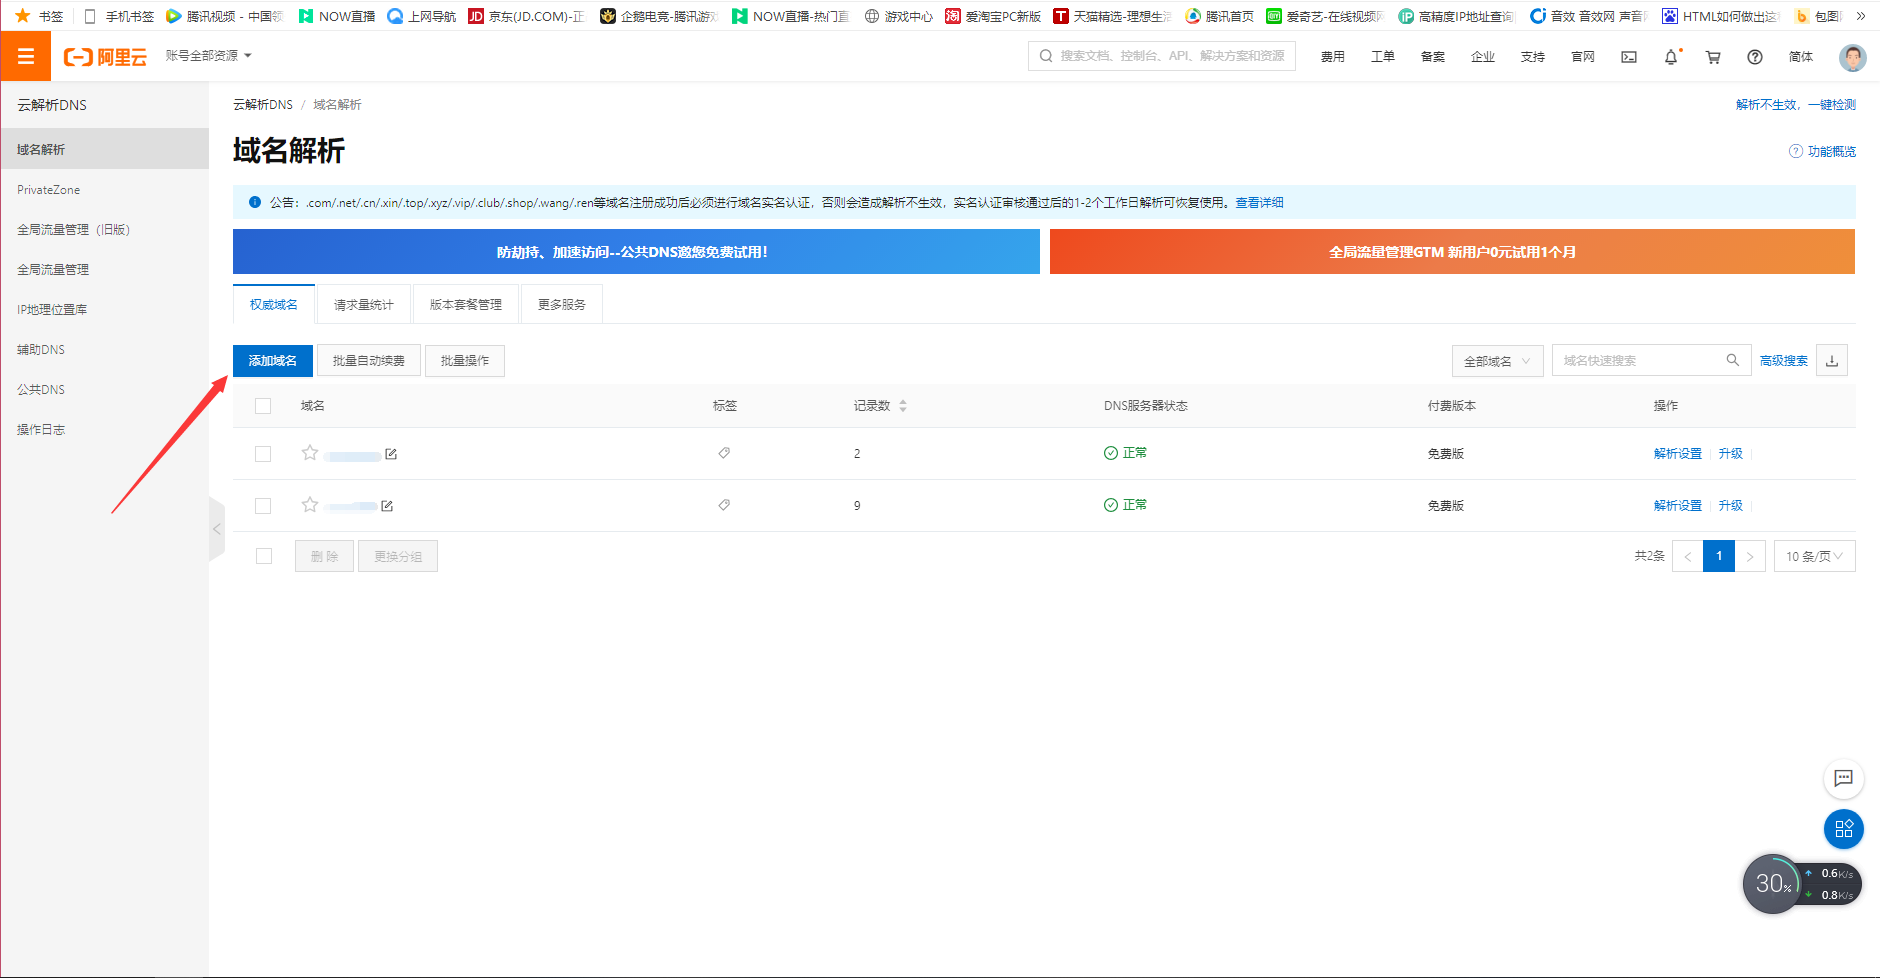 书签 手机书签 腾讯视频 - 中国领 NOW直播 上网导航 京东(JD.COM)-正 企鹅电竞-腾讯游戏 NOW直播-热门直 游戏中心 爱淘宝PC新版 天猫精选-理想生活 腾讯首页 爱奇艺-在线视频网 高精度IP地址查询 音效 音效网 声音 HTML如何做出这 包图
阿里云 账号全部资源 搜索文档、控制台、API、解决方案和资源 费用 工单 备案 企业 支持 官网 简体
云解析DNS
域名解析
PrivateZone
全局流量管理（旧版）
全局流量管理
IP地理位置库
辅助DNS
公共DNS
操作日志
云解析DNS / 域名解析 解析不生效，一键检测
域名解析
功能概览
公告：.com/.net/.cn/.xin/.top/.xyz/.vip/.club/.shop/.wang/.ren等域名注册成功后必须进行域名实名认证，否则会造成解析不生效，实名认证审核通过后的1-2个工作日解析可恢复使用。查看详细
防劫持、加速访问--公共DNS邀您免费试用！ 全局流量管理GTM 新用户0元试用1个月
权威域名 请求量统计 版本套餐管理 更多服务
添加域名 批量自动续费 批量操作 全部域名 域名快速搜索 高级搜索
域名 标签 记录数 DNS服务器状态 付费版本 操作
2 正常 免费版 解析设置 升级
9 正常 免费版 解析设置 升级
删 除 更换分组 共2条 < 1 > 10 条/页
30% 0.6K/s
0.8K/s